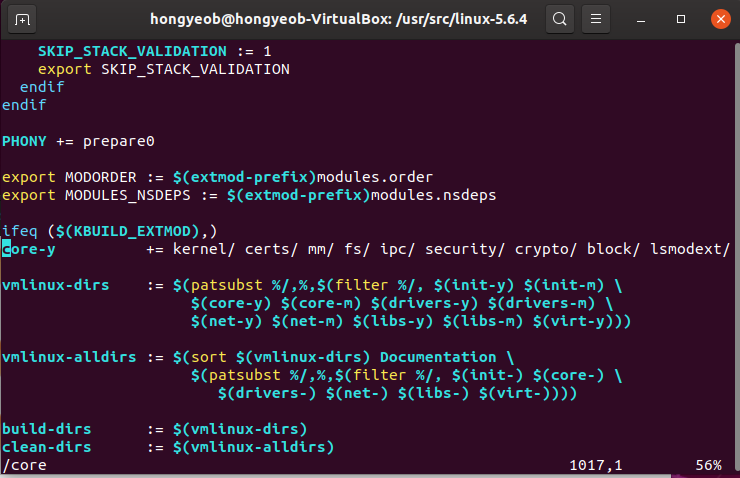 hongyeob@hongyeob-VirtualBox: /usr/src/linux-5.6.4
    SKIP_STACK_VALIDATION := 1
    export SKIP_STACK_VALIDATION
  endif
endif

PHONY += prepare0

export MODORDER := $(extmod-prefix)modules.order
export MODULES_NSDEPS := $(extmod-prefix)modules.nsdeps

ifeq ($(KBUILD_EXTMOD),)
core-y          += kernel/ certs/ mm/ fs/ ipc/ security/ crypto/ block/ lsmodext/

vmlinux-dirs    := $(patsubst %/,%,$(filter %/, $(init-y) $(init-m) \
                     $(core-y) $(core-m) $(drivers-y) $(drivers-m) \
                     $(net-y) $(net-m) $(libs-y) $(libs-m) $(virt-y)))

vmlinux-alldirs := $(sort $(vmlinux-dirs) Documentation \
                     $(patsubst %/,%,$(filter %/, $(init-) $(core-) \
                        $(drivers-) $(net-) $(libs-) $(virt-))))

build-dirs      := $(vmlinux-dirs)
clean-dirs      := $(vmlinux-alldirs)
/core                                                          1017,1        56%